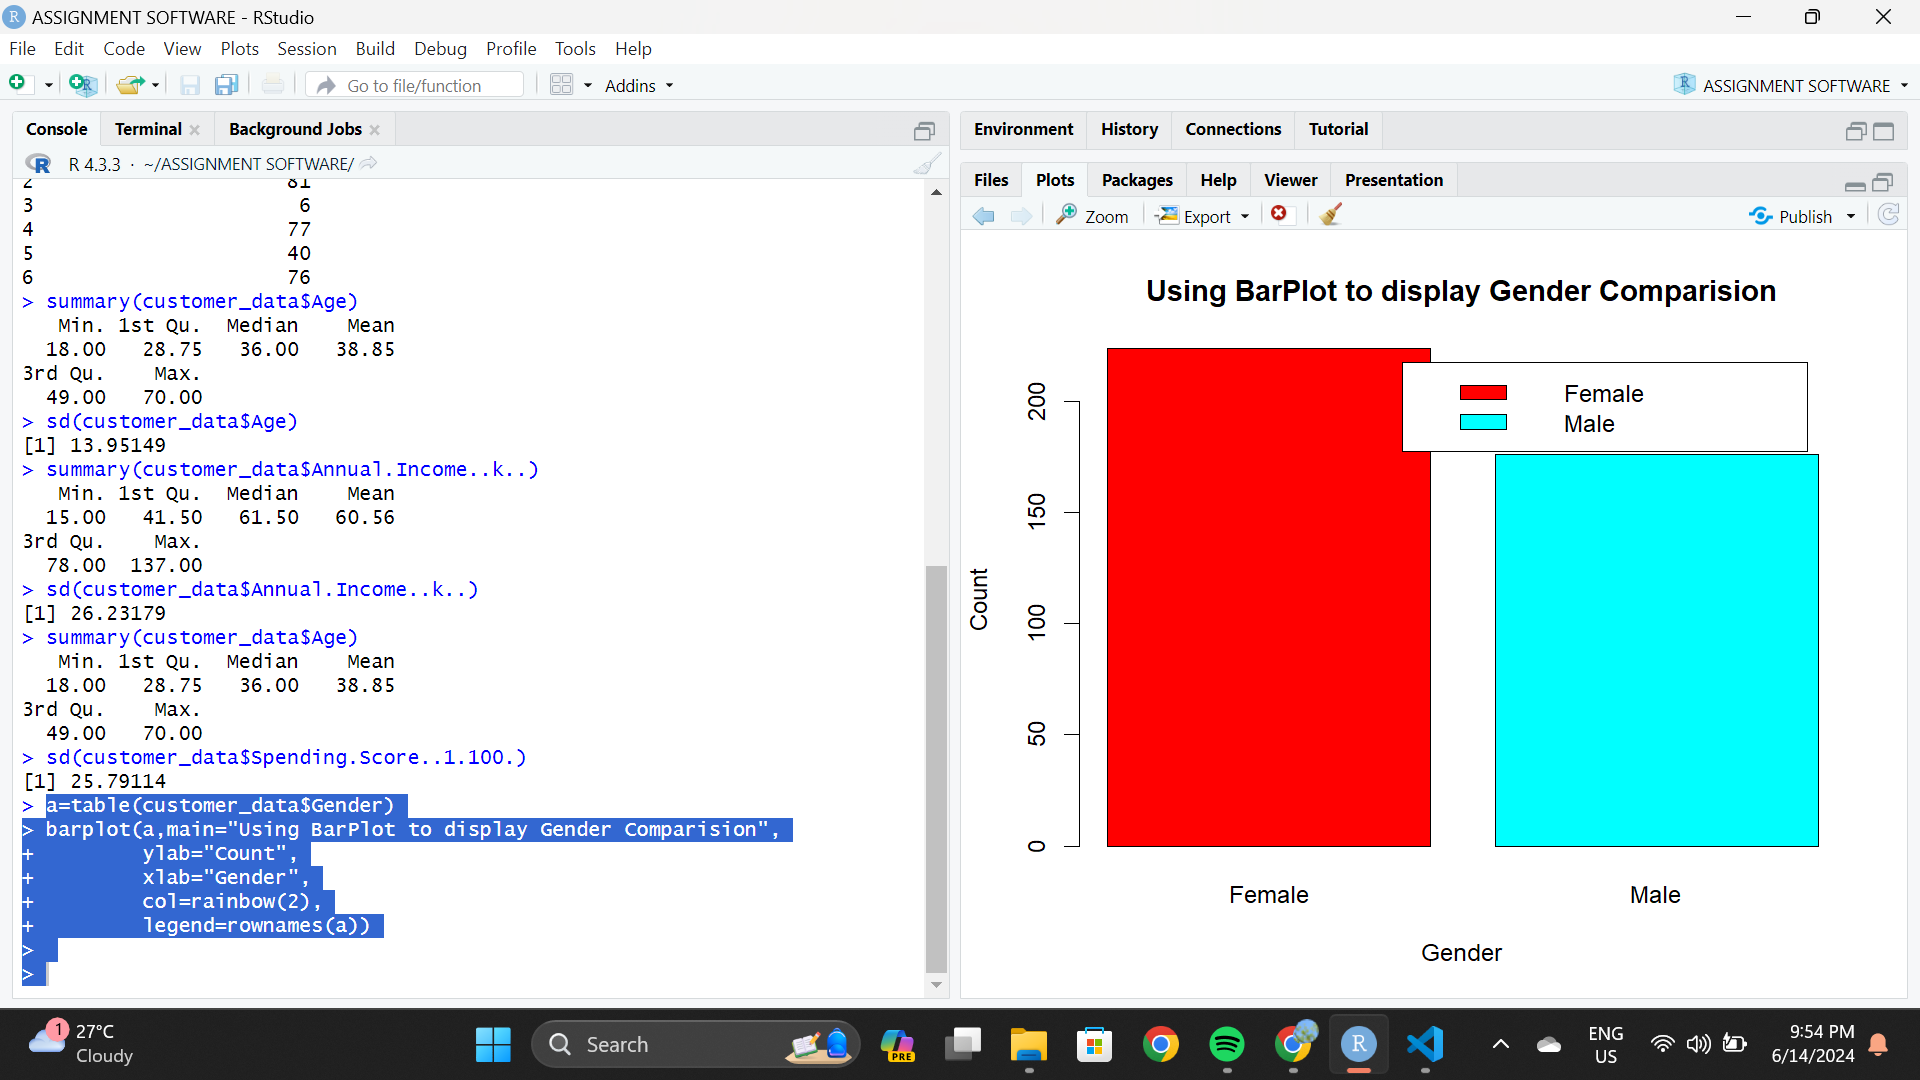 ASSIGNMENT SOFTWARE - RStudio
File Edit Code View Plots Session Build Debug Profile Tools Help
Go to file/function
Addins
ASSIGNMENT SOFTWARE
Console Terminal Background Jobs
R 4.3.3 · ~/ASSIGNMENT SOFTWARE/
2 81
3 6
4 77
5 40
6 76
> summary(customer_data$Age)
Min. 1st Qu. Median Mean
18.00 28.75 36.00 38.85
3rd Qu. Max.
49.00 70.00
> sd(customer_data$Age)
[1] 13.95149
> summary(customer_data$Annual.Income..k..)
Min. 1st Qu. Median Mean
15.00 41.50 61.50 60.56
3rd Qu. Max.
78.00 137.00
> sd(customer_data$Annual.Income..k..)
[1] 26.23179
> summary(customer_data$Age)
Min. 1st Qu. Median Mean
18.00 28.75 36.00 38.85
3rd Qu. Max.
49.00 70.00
> sd(customer_data$Spending.Score..1.100.)
[1] 25.79114
> a=table(customer_data$Gender)
> barplot(a,main="Using BarPlot to display Gender Comparision",
+ ylab="Count",
+ xlab="Gender",
+ col=rainbow(2),
+ legend=rownames(a))
>
>
Environment History Connections Tutorial
Files Plots Packages Help Viewer Presentation
Zoom Export Publish
Using BarPlot to display Gender Comparision
Female
Male
200
150
100
50
0
Count
Female Male
Gender
1
27°C
Cloudy
Search
PRE
R
ENG
US
9:54 PM
6/14/2024